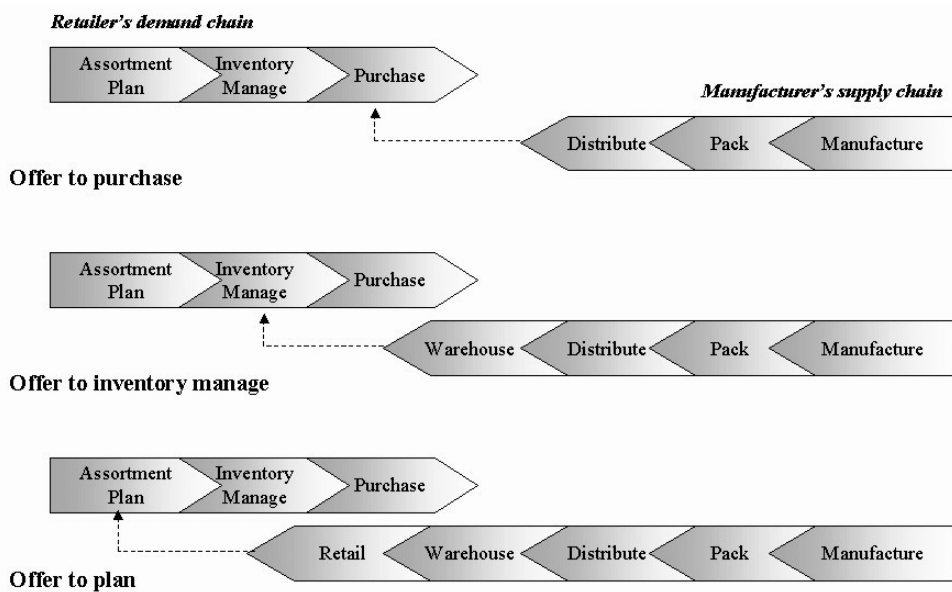 Retailer's demand chain
Assortment Plan
Inventory Manage
Purchase
Manufacturer's supply chain
Distribute
Pack
Manufacture
Offer to purchase
Assortment Plan
Inventory Manage
Purchase
Warehouse
Distribute
Pack
Manufacture
Offer to inventory manage
Assortment Plan
Inventory Manage
Purchase
Retail
Warehouse
Distribute
Pack
Manufacture
Offer to plan